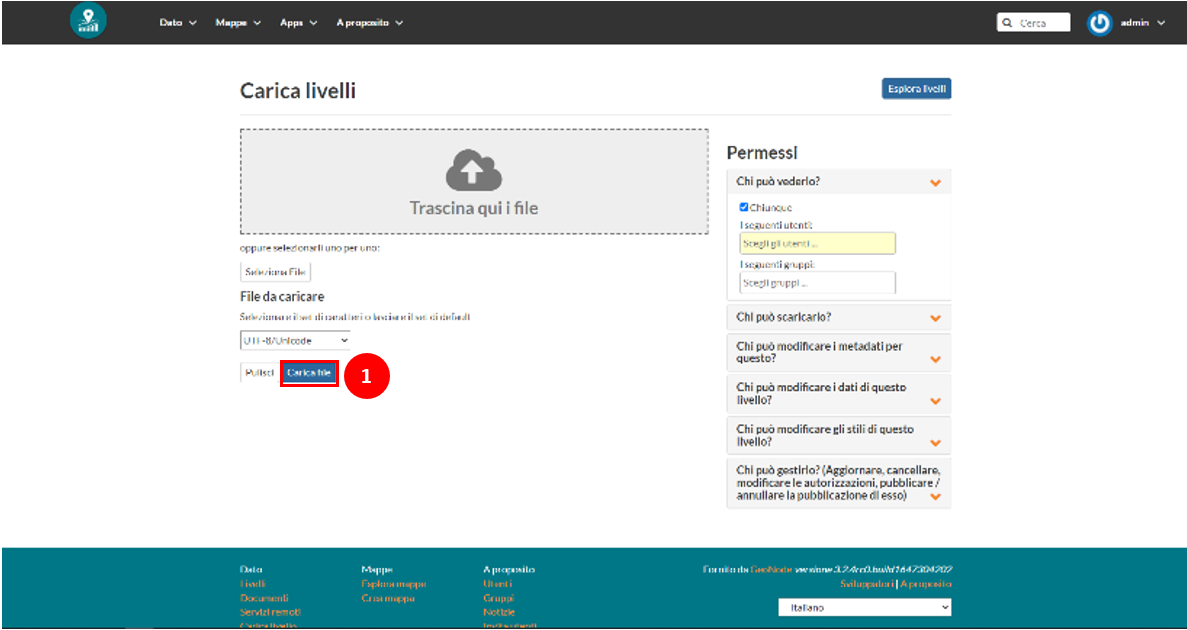 Dato Mappe Apps A proposito Cerca admin
Carica livelli
Esplora livelli
Trascina qui i file
oppure selezionarli uno per uno:
Seleziona File
File da caricare
Selezionare il set di caratteri o lasciare il set di default
UTF-8/Unicode
Pulisci Carica file 1
Permessi
Chi può vederlo?
Chiunque
I seguenti utenti:
Scegli gli utenti ...
I seguenti gruppi:
Scegli gruppi ...
Chi può scaricarlo?
Chi può modificare i metadati per
questo?
Chi può modificare i dati di questo
livello?
Chi può modificare gli stili di questo
livello?
Chi può gestirlo? (Aggiornare, cancellare,
modificare le autorizzazioni, pubblicare /
annullare la pubblicazione di esso)
Dato
Livelli
Documenti
Servizi remoti
Carica livello
Mappe
Esplora mappe
Crea mappa
A proposito
Utenti
Gruppi
Notizie
Invita utenti
Fornito da GeoNode versione 3.2.4rc0.build1647304202
Sviluppatori | A proposito
Italiano